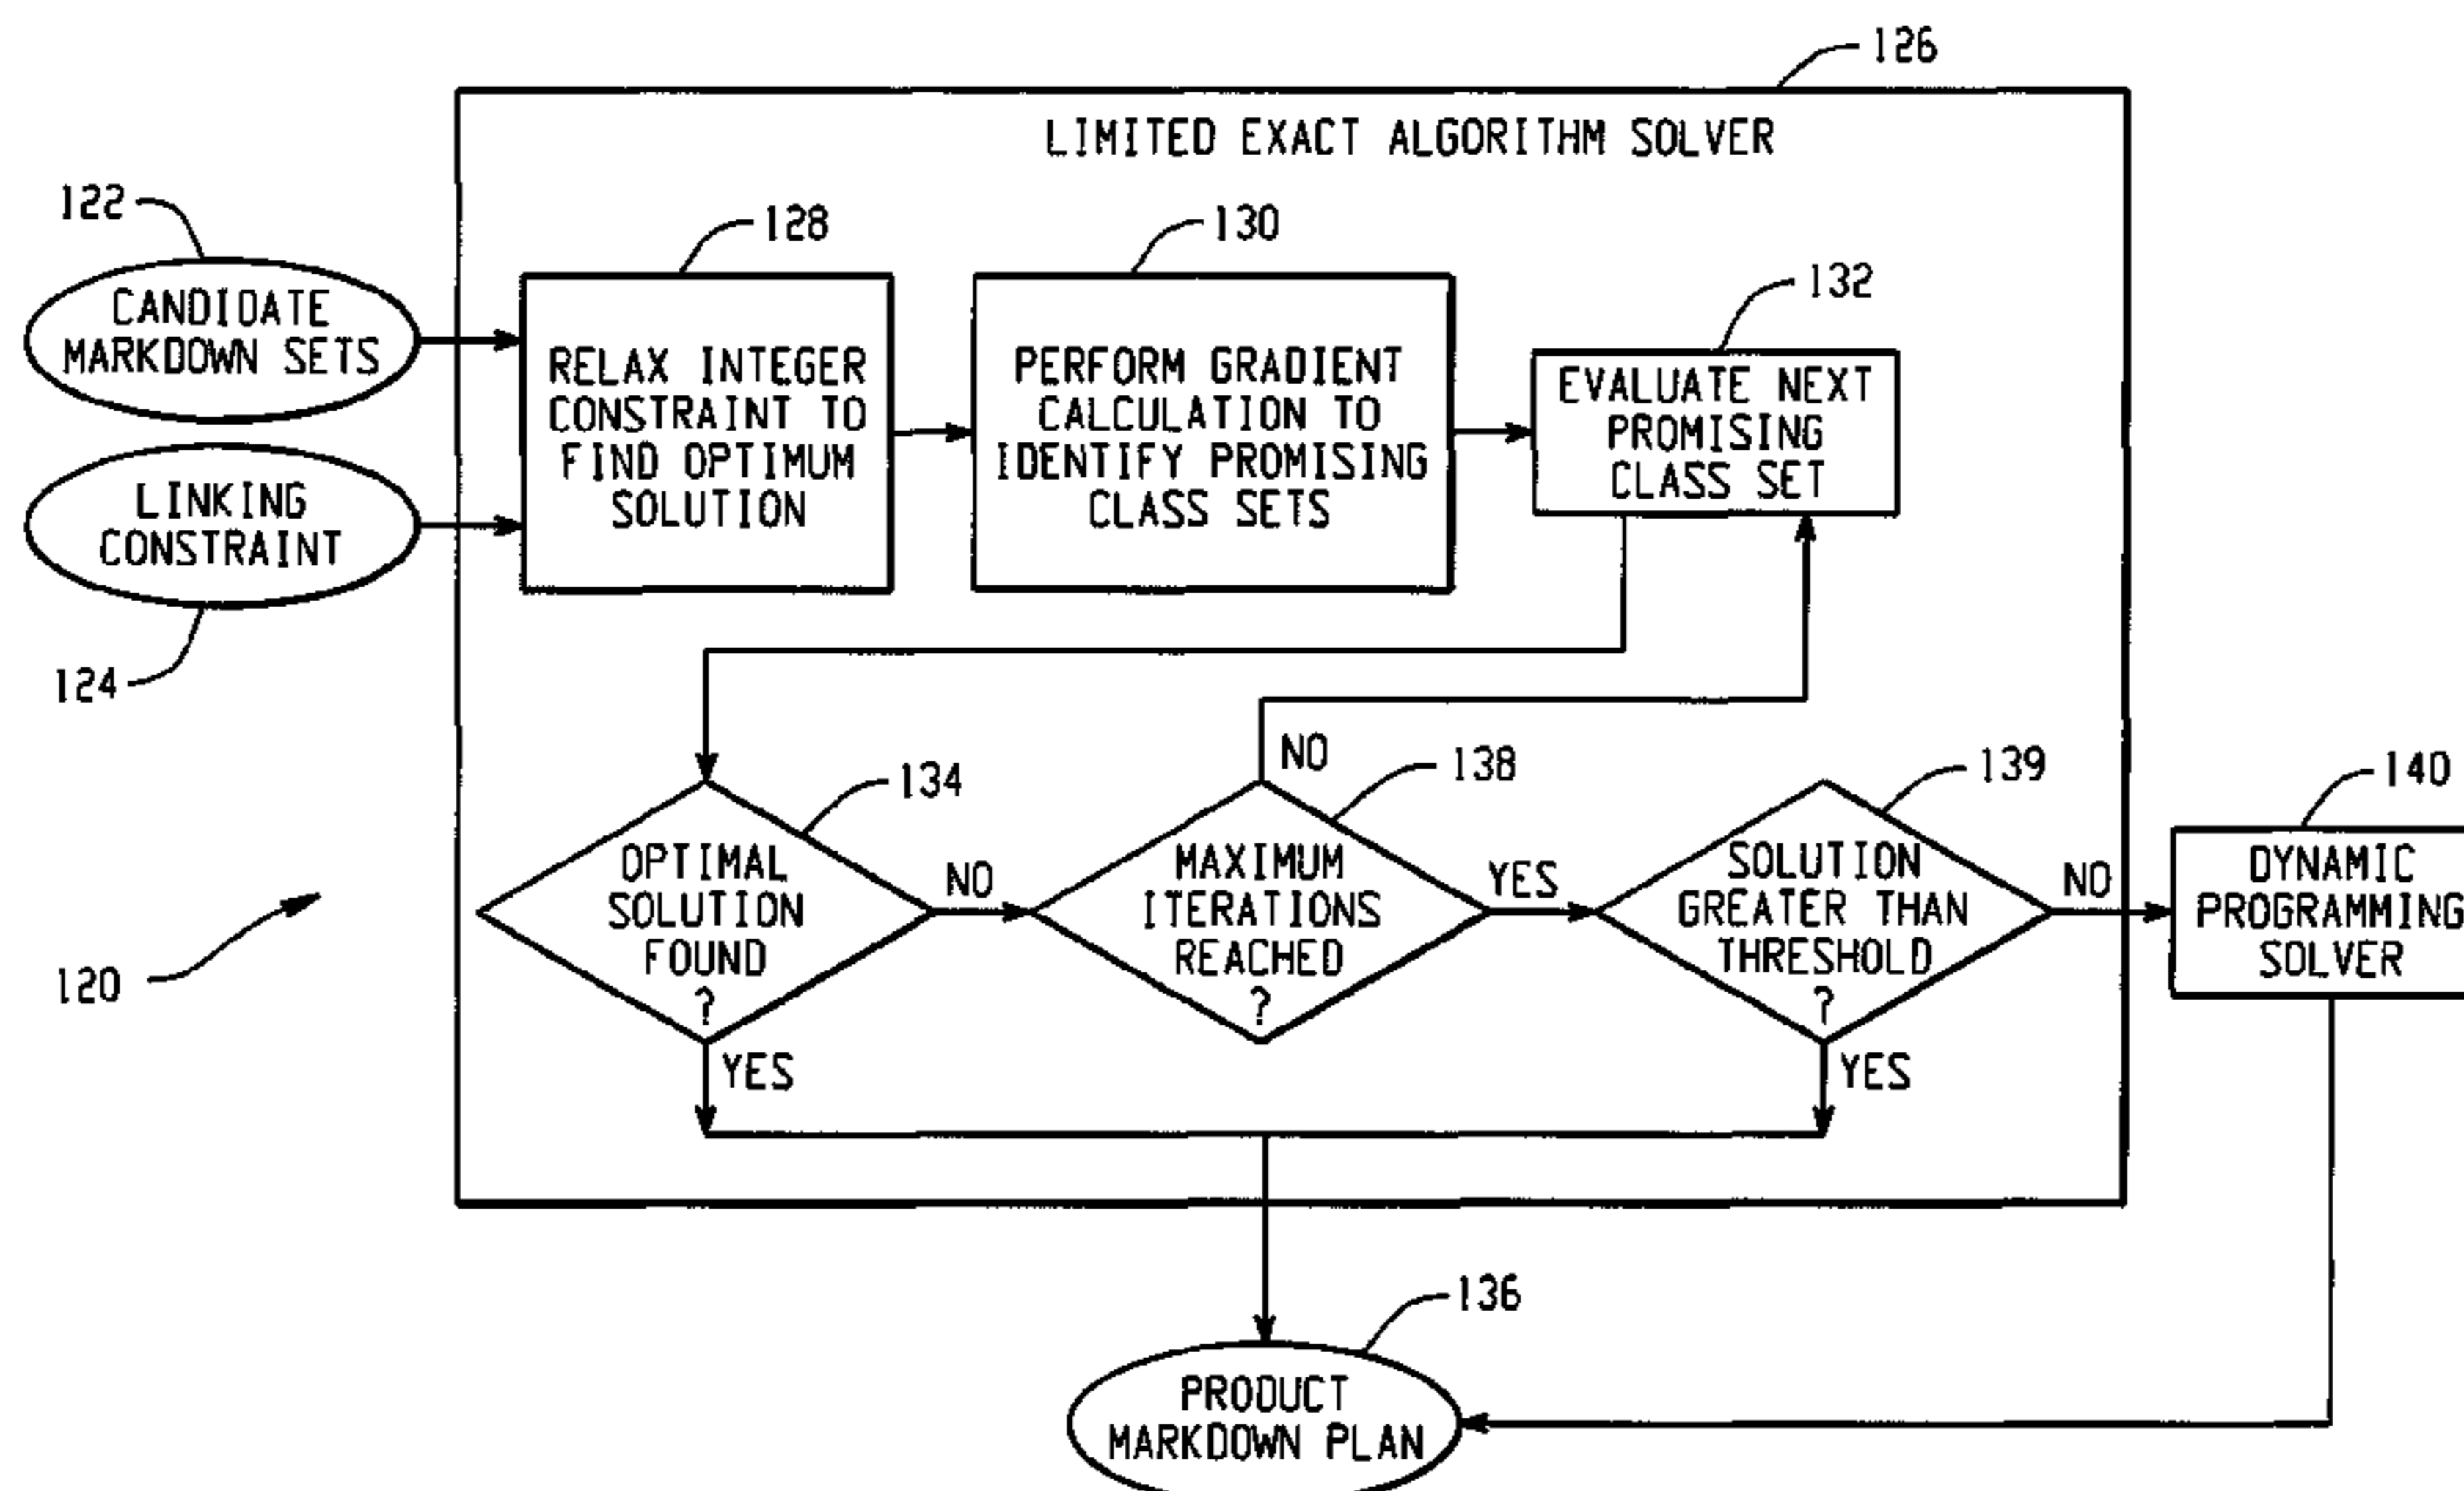 126
LIMITED EXACT ALGORITHM SOLVER
122
128
130
132
CANDIDATE
MARKDOWN SETS
RELAX INTEGER
CONSTRAINT TO
FIND OPTIMUM
SOLUTION
PERFORM GRADIENT
CALCULATION TO
IDENTIFY PROMISING
CLASS SETS
EVALUATE NEXT
PROMISING
CLASS SET
LINKING
CONSTRAINT
124
134
NO
138
139
140
OPTIMAL
SOLUTION
FOUND
?
NO
MAXIMUM
ITERATIONS
REACHED
?
YES
SOLUTION
GREATER THAN
THRESHOLD
?
NO
DYNAMIC
PROGRAMMING
SOLVER
120
YES
YES
136
PRODUCT
MARKDOWN PLAN